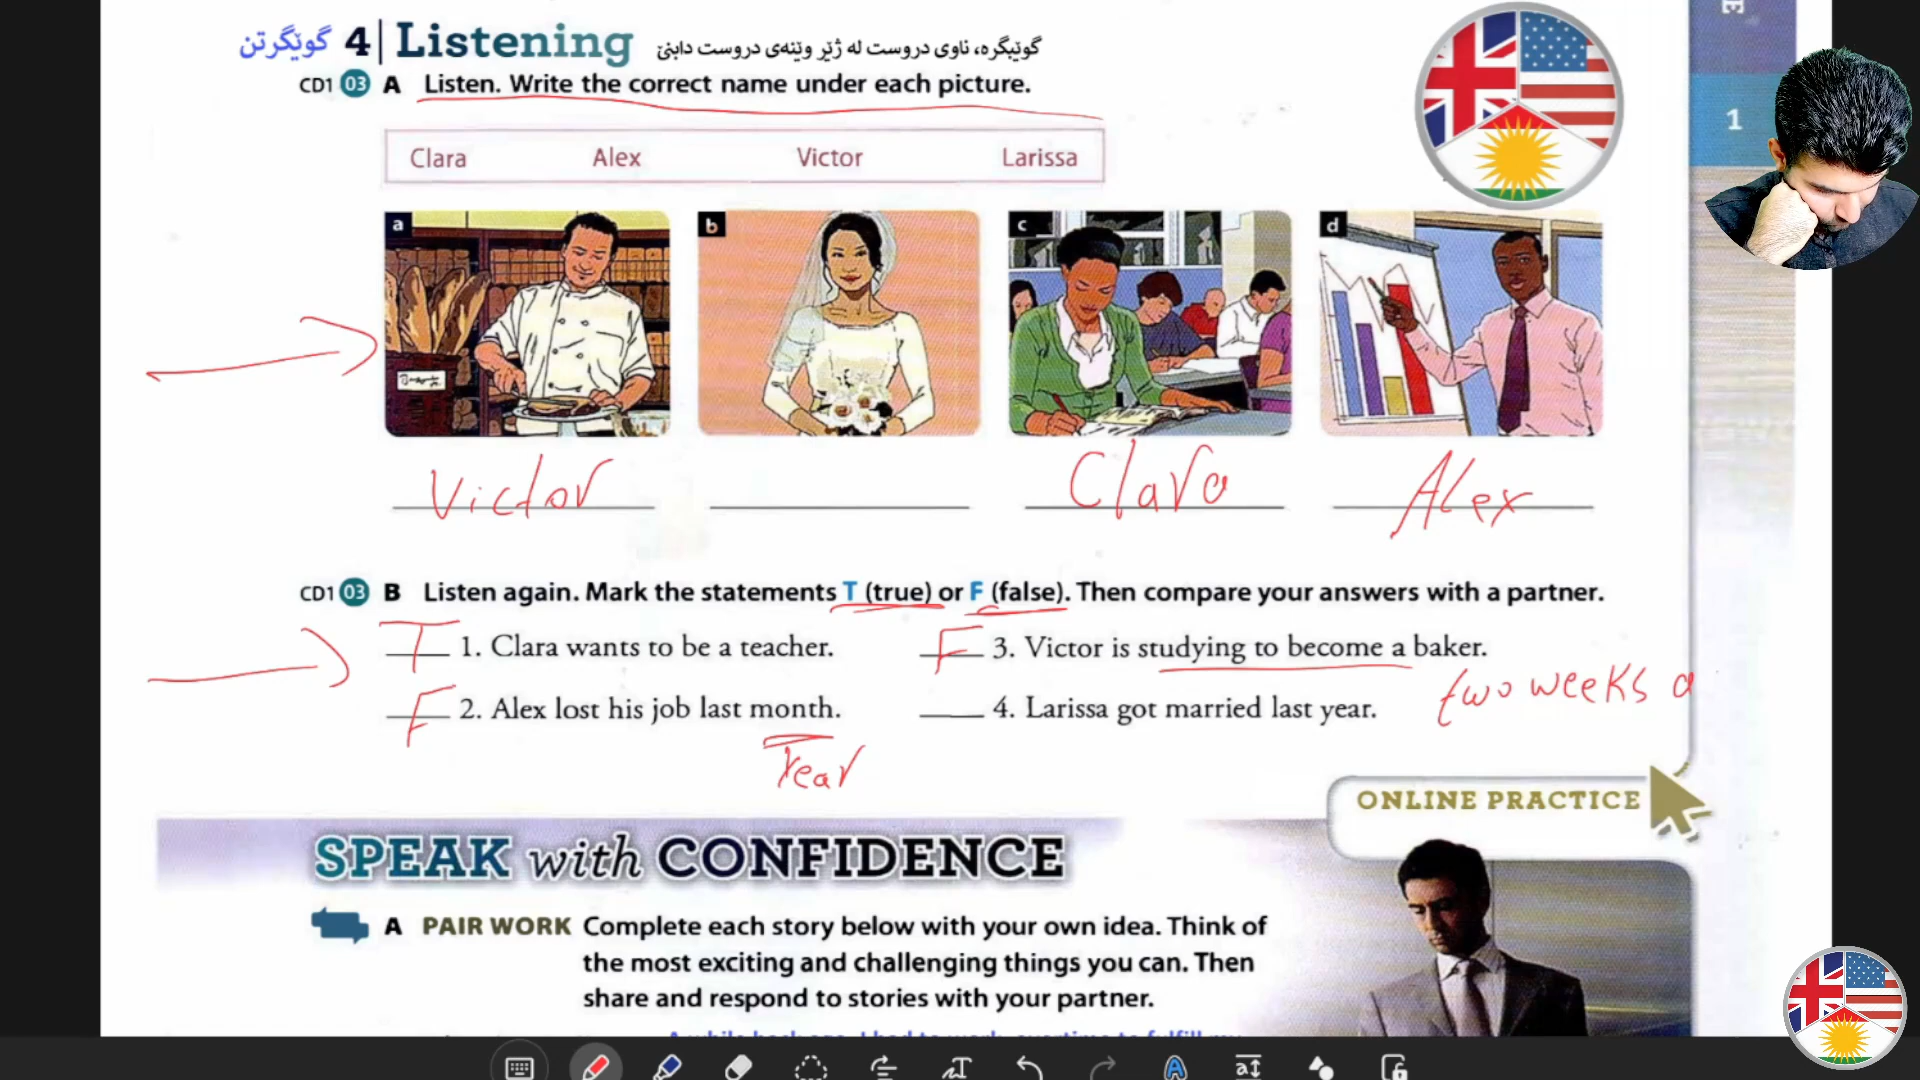 گوێگرتن 4 Listening گوێبگرە، ناوی دروست لە ژێر وێنەی دروست دابنێ
CD1 03 A Listen. Write the correct name under each picture.
1
Clara Alex Victor Larissa
a b c d
Victor Clara Alex
CD1 03 B Listen again. Mark the statements T (true) or F (false). Then compare your answers with a partner.
T 1. Clara wants to be a teacher.
F 3. Victor is studying to become a baker.
two weeks a
F 2. Alex lost his job last month.
4. Larissa got married last year.
Year
ONLINE PRACTICE
SPEAK with CONFIDENCE
A PAIR WORK Complete each story below with your own idea. Think of
the most exciting and challenging things you can. Then
share and respond to stories with your partner.